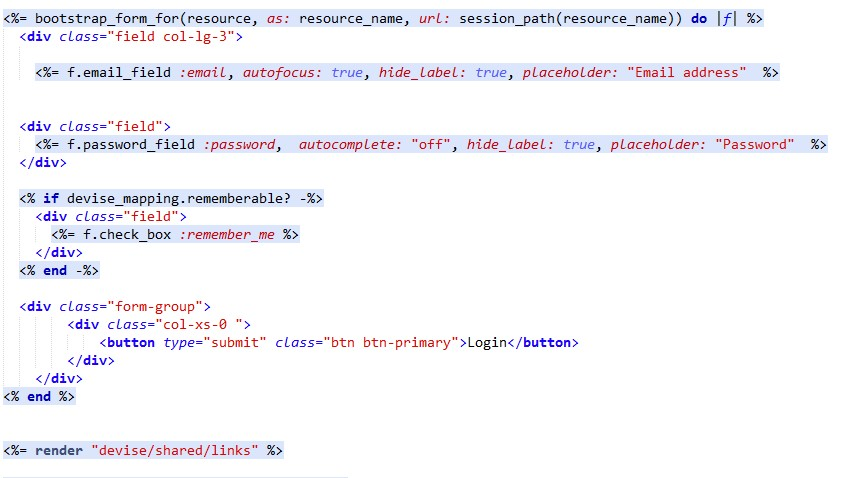 <%= bootstrap_form_for(resource, as: resource_name, url: session_path(resource_name)) do |f| %>
<div class="field col-lg-3">
<%= f.email_field :email, autofocus: true, hide_label: true, placeholder: "Email address"  %>
<div class="field">
<%= f.password_field :password,  autocomplete: "off", hide_label: true, placeholder: "Password"  %>
</div>
<% if devise_mapping.rememberable? -%>
<div class="field">
<%= f.check_box :remember_me %>
</div>
<% end -%>
<div class="form-group">
<div class="col-xs-0 ">
<button type="submit" class="btn btn-primary">Login</button>
</div>
</div>
<% end %>
<%= render "devise/shared/links" %>